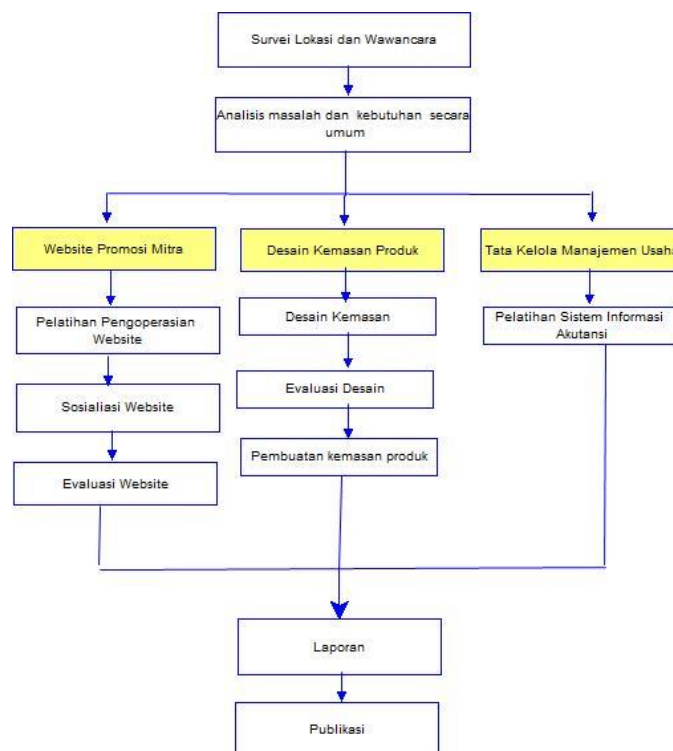 Survei Lokasi dan Wawancara
Analisis masalah dan kebutuhan secara
umum
Website Promosi Mitra
Desain Kemasan Produk
Tata Kelola Manajemen Usaha
Pelatihan Pengoperasian
Website
Desain Kemasan
Pelatihan Sistem Informasi
Akutansi
Sosialiasi Website
Evaluasi Desain
Evaluasi Website
Pembuatan kemasan produk
Laporan
Publikasi